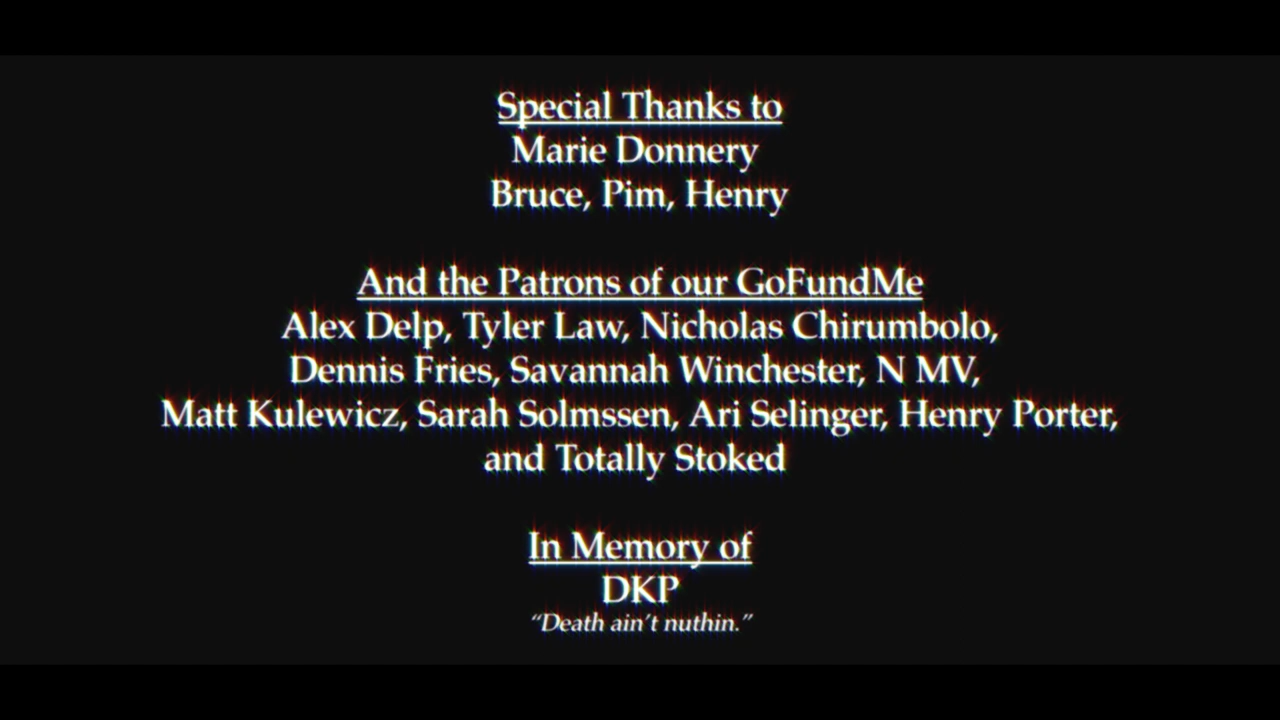 Special Thanks to
Marie Donnery
Bruce, Pim, Henry
And the Patrons of our GoFundMe
Alex Delp, Tyler Law, Nicholas Chirumbolo,
Dennis Fries, Savannah Winchester, N MV,
Matt Kulewicz, Sarah Solmssen, Ari Selinger, Henry Porter,
and Totally Stoked
In Memory of
DKP
“Death ain’t nuthin.”